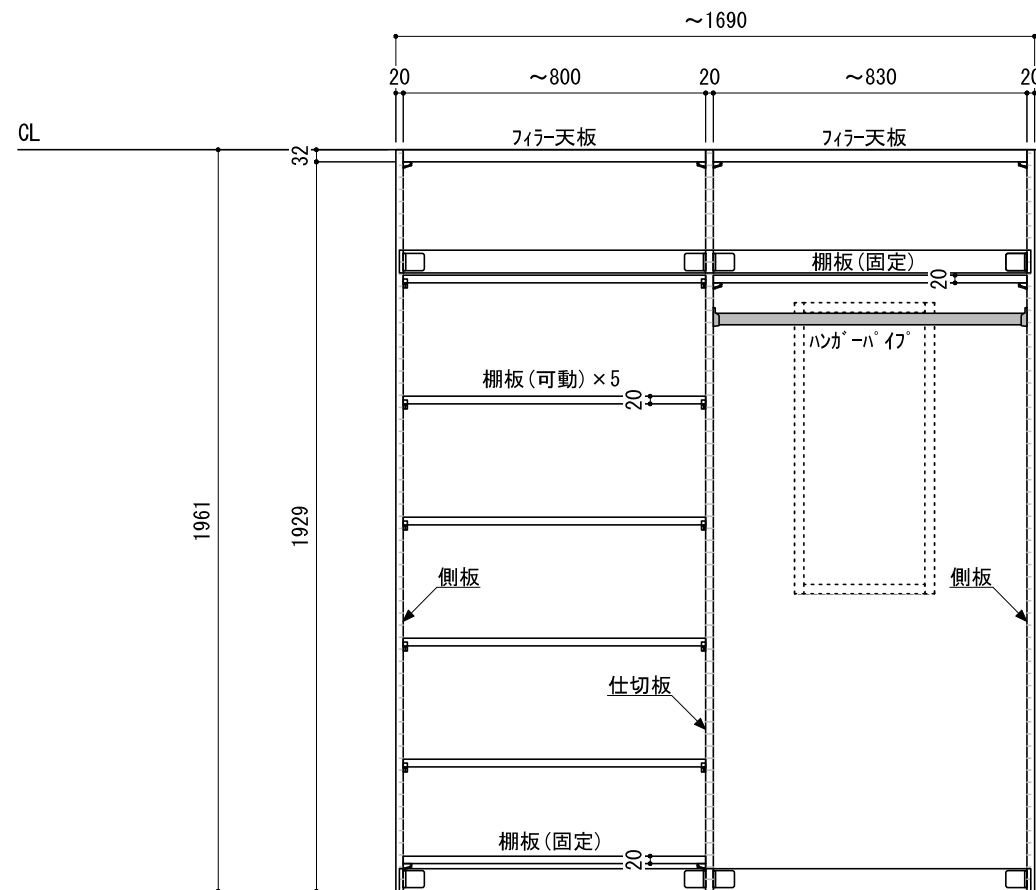 ～1690
20 ～800 20 ～830 20
CL
フィラー天板 フィラー天板
32
棚板(固定)
20
ハンガーパイプ
棚板(可動)×5
20
1961
1929
側板 側板
仕切板
棚板(固定)
20